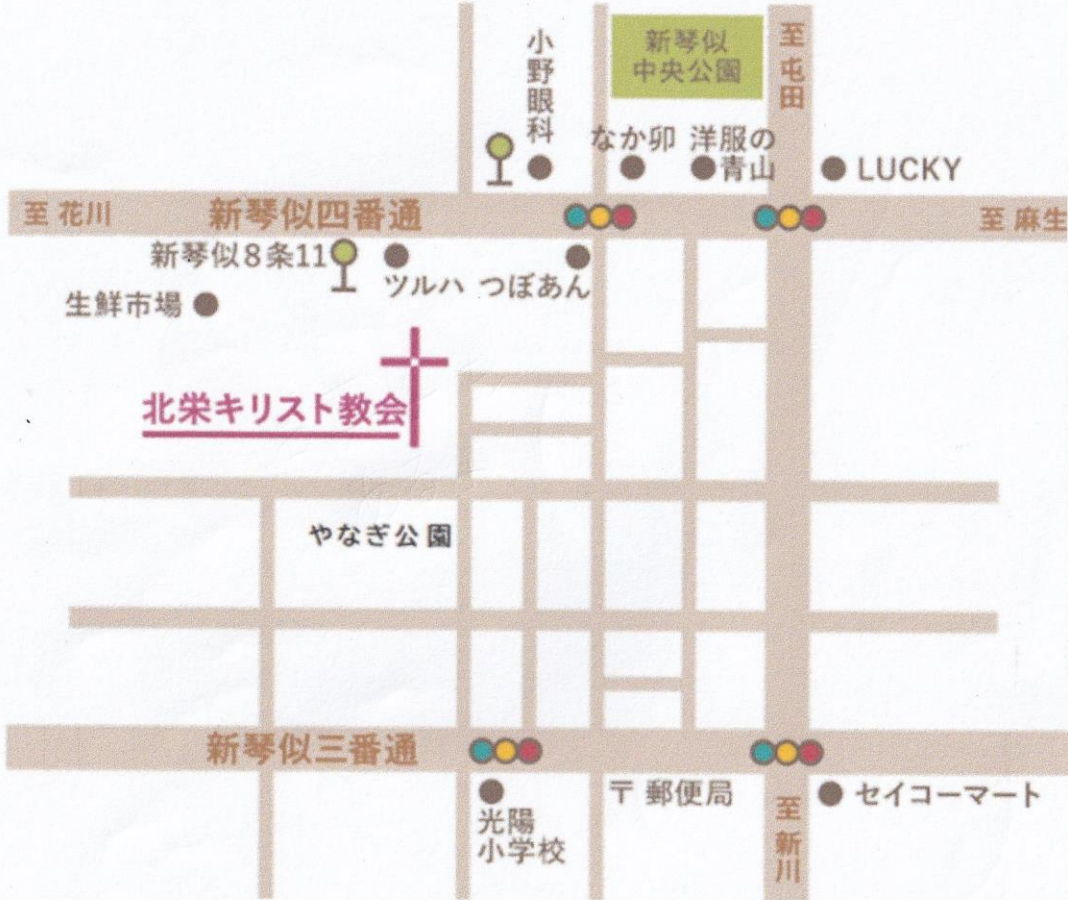 小野眼科
新琴似
中央公園
至屯田
なか卯
洋服の
青山
LUCKY
至 花川
新琴似四番通
至 麻生
新琴似8条11
ツルハ
つぼあん
生鮮市場
北栄キリスト教会
やなぎ公園
新琴似三番通
光陽
小学校
〒 郵便局
至新川
セイコーマート